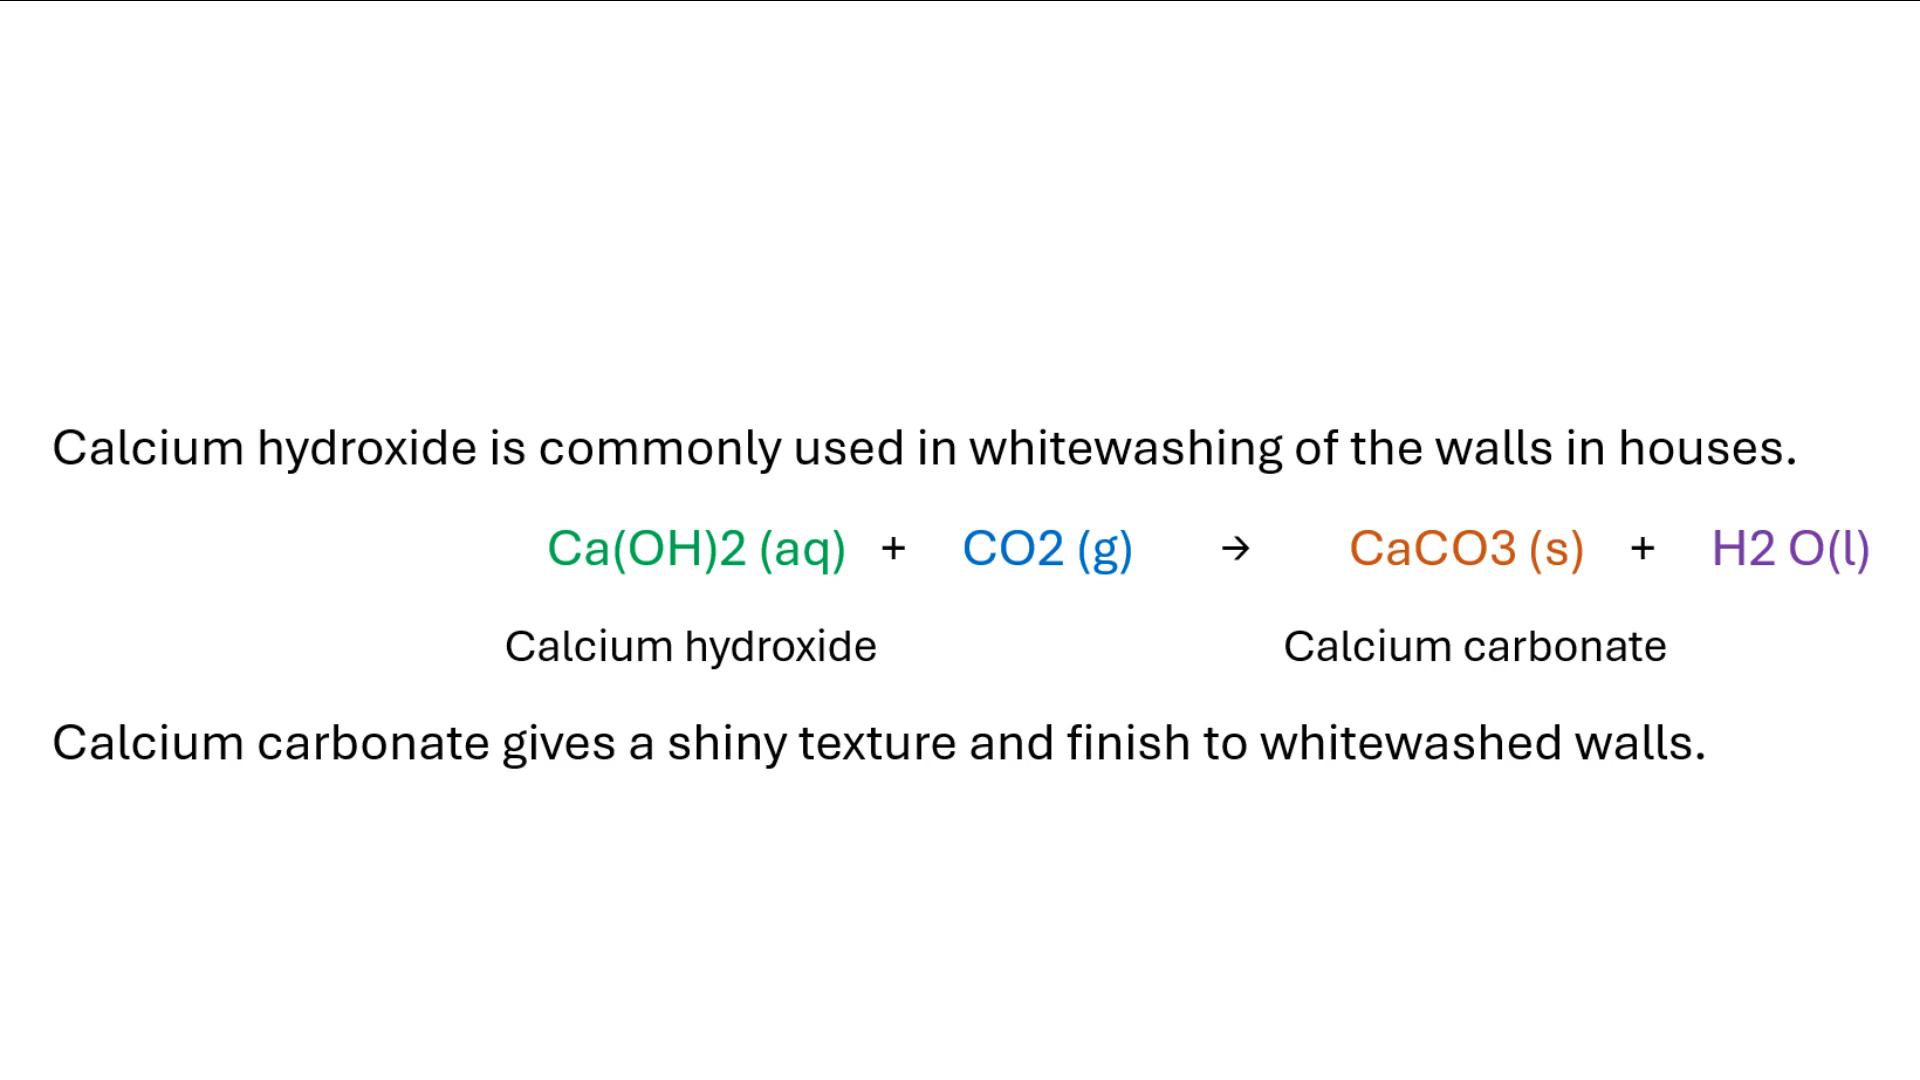 Calcium hydroxide is commonly used in whitewashing of the walls in houses.
Ca(OH)2 (aq) + CO2 (g) → CaCO3 (s) + H2 O(l)
Calcium hydroxide Calcium carbonate
Calcium carbonate gives a shiny texture and finish to whitewashed walls.